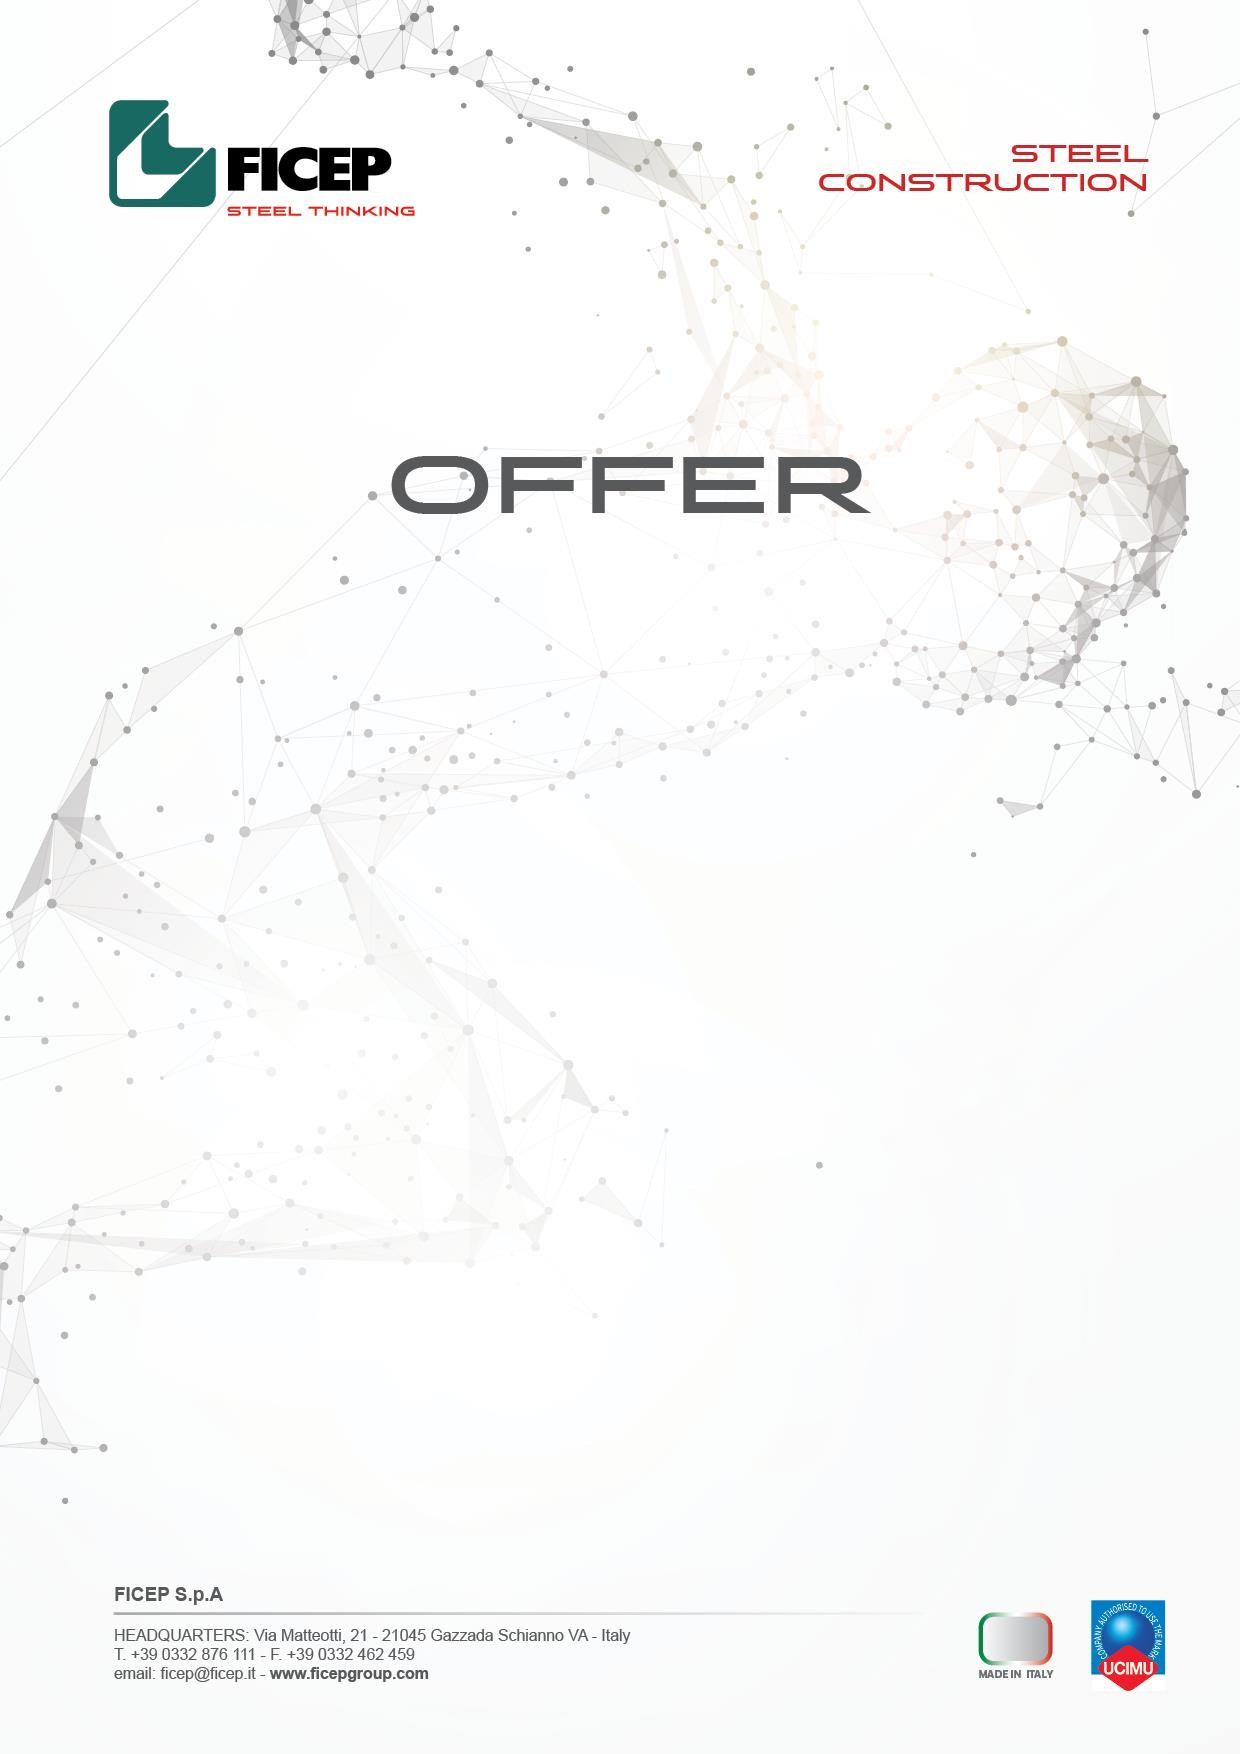 FICEP
STEEL THINKING
STEEL
CONSTRUCTION
OFFER
FICEP S.p.A
HEADQUARTERS: Via Matteotti, 21 - 21045 Gazzada Schianno VA - Italy
T. +39 0332 876 111 - F. +39 0332 462 459
email: ficep@ficep.it - www.ficepgroup.com
MADE IN ITALY
COMPANY AUTHORISED TO USE THE MARK
UCIMU